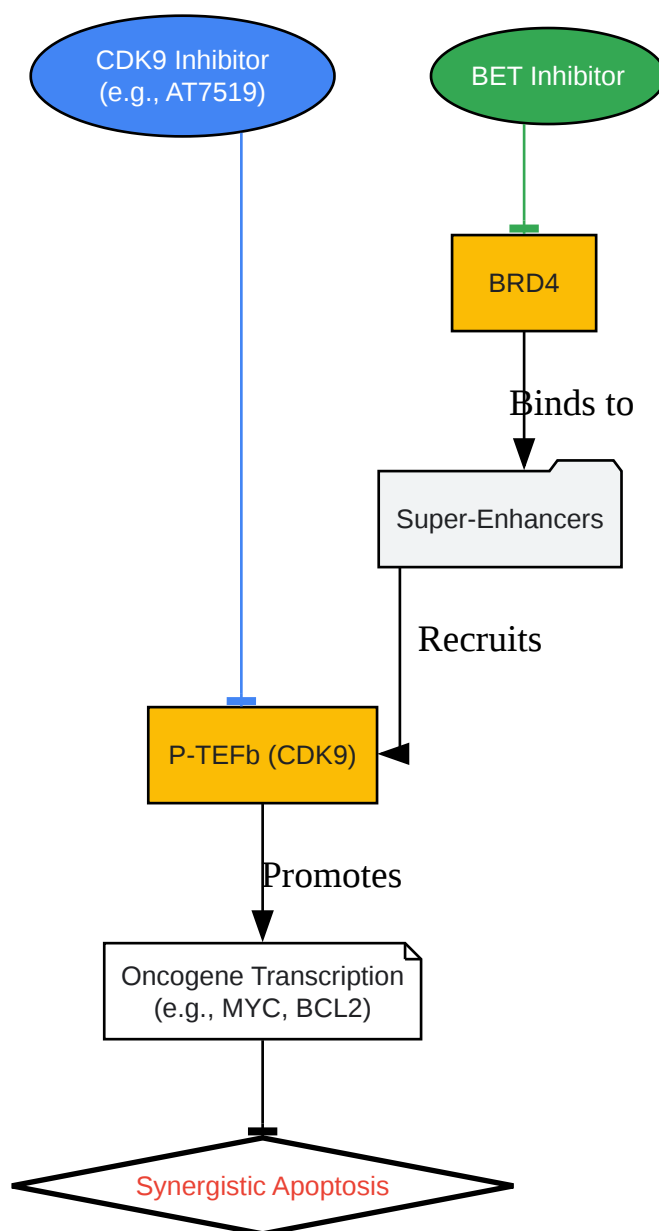 CDK9 Inhibitor
(e.g., AT7519)
BET Inhibitor
BRD4
Binds to
Super-Enhancers
Recruits
P-TEFb (CDK9)
Promotes
Oncogene Transcription
(e.g., MYC, BCL2)
Synergistic Apoptosis